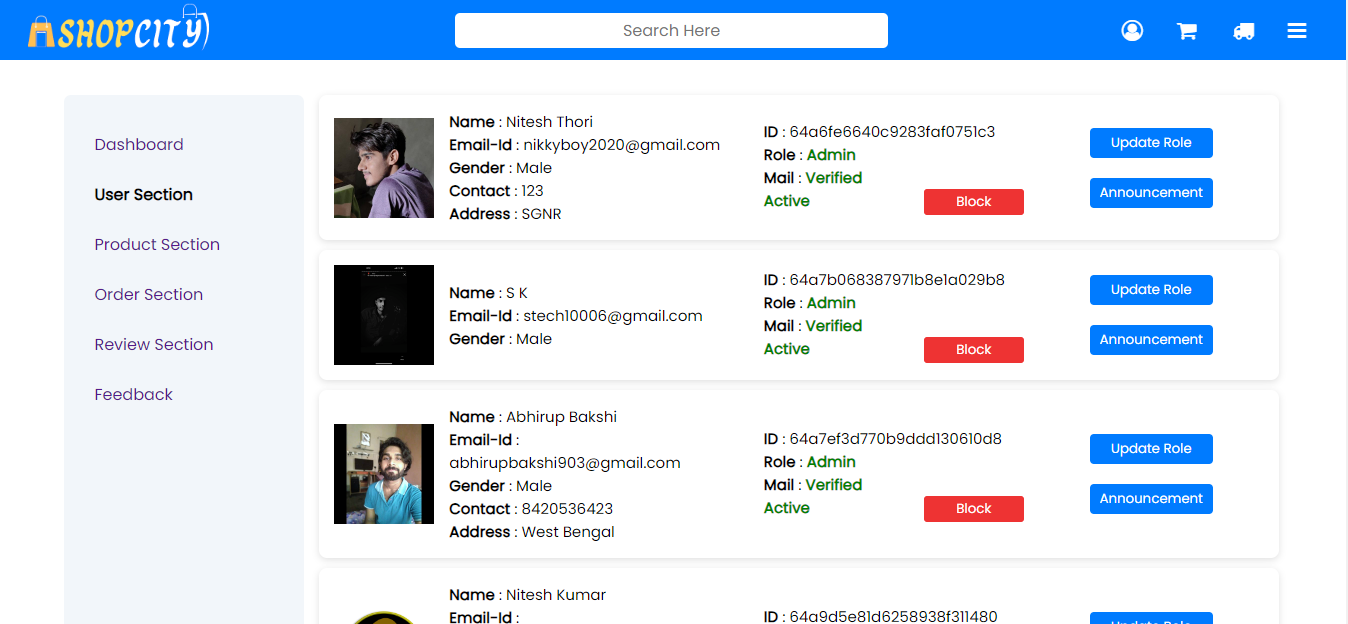 SHOPCITY
Search Here
Dashboard
User Section
Product Section
Order Section
Review Section
Feedback
Name : Nitesh Thori
Email-Id : nikkyboy2020@gmail.com
Gender : Male
Contact : 123
Address : SGNR
ID : 64a6fe6640c9283faf0751c3
Role : Admin
Mail : Verified
Active
Block
Update Role
Announcement
Name : S K
Email-Id : stech10006@gmail.com
Gender : Male
ID : 64a7b068387971b8e1a029b8
Role : Admin
Mail : Verified
Active
Block
Update Role
Announcement
Name : Abhirup Bakshi
Email-Id :
abhirupbakshi903@gmail.com
Gender : Male
Contact : 8420536423
Address : West Bengal
ID : 64a7ef3d770b9ddd130610d8
Role : Admin
Mail : Verified
Active
Block
Update Role
Announcement
Name : Nitesh Kumar
Email-Id :
ID : 64a9d5e81d6258938f311480
Update Role